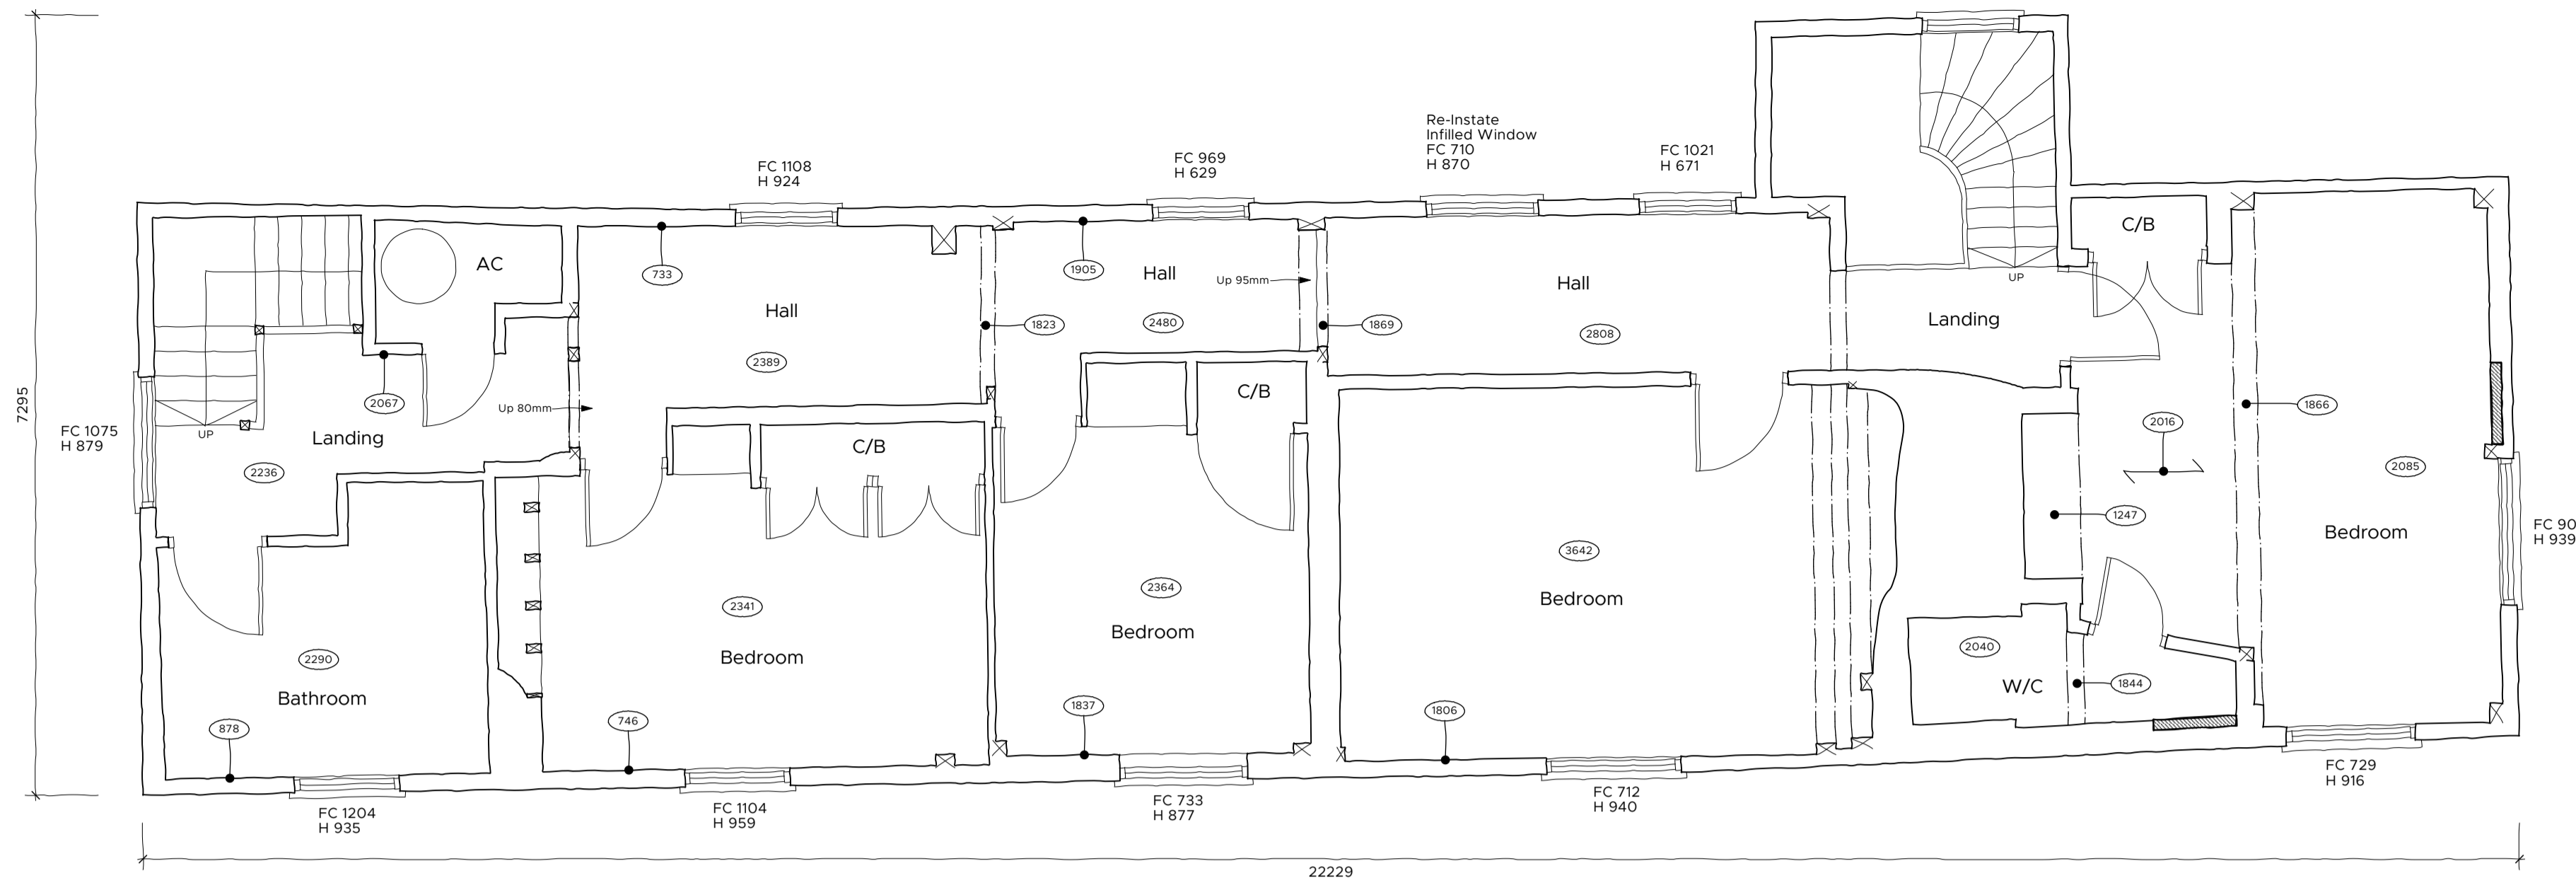 Re-Instate
Infilled Window
FC 710
H 870
FC 1021
H 671
FC 969
H 629
FC 1108
H 924
C/B
AC
733
1905
Hall
Up 95mm
Hall
UP
Hall
2480
1823
1869
2808
Landing
2389
7295
2067
Up 80mm
C/B
1866
2016
FC 1075
H 879
UP
Landing
C/B
2236
2085
1247
FC 90
H 939
Bedroom
3642
2364
Bedroom
2341
Bedroom
2040
2290
Bedroom
W/C
1844
Bathroom
878
746
1837
1806
FC 729
H 916
FC 1204
H 935
FC 1104
H 959
FC 733
H 877
FC 712
H 940
22229